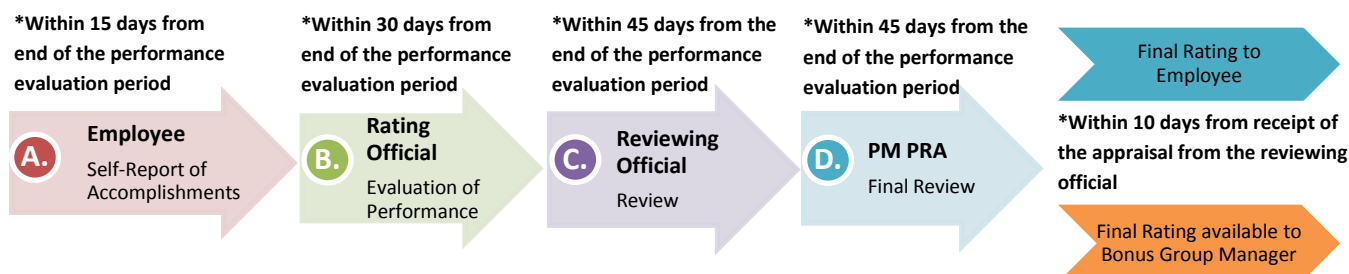 *Within 15 days from
end of the performance
evaluation period
A.
Employee
Self-Report of
Accomplishments
*Within 30 days from
end of the performance
evaluation period
B.
Rating
Official
Evaluation of
Performance
*Within 45 days from the
end of the performance
evaluation period
C.
Reviewing
Official
Review
*Within 45 days from the
end of the performance
evaluation period
D.
PM PRA
Final Review
Final Rating to
Employee
*Within 10 days from receipt of
the appraisal from the reviewing
official
Final Rating available to
Bonus Group Manager